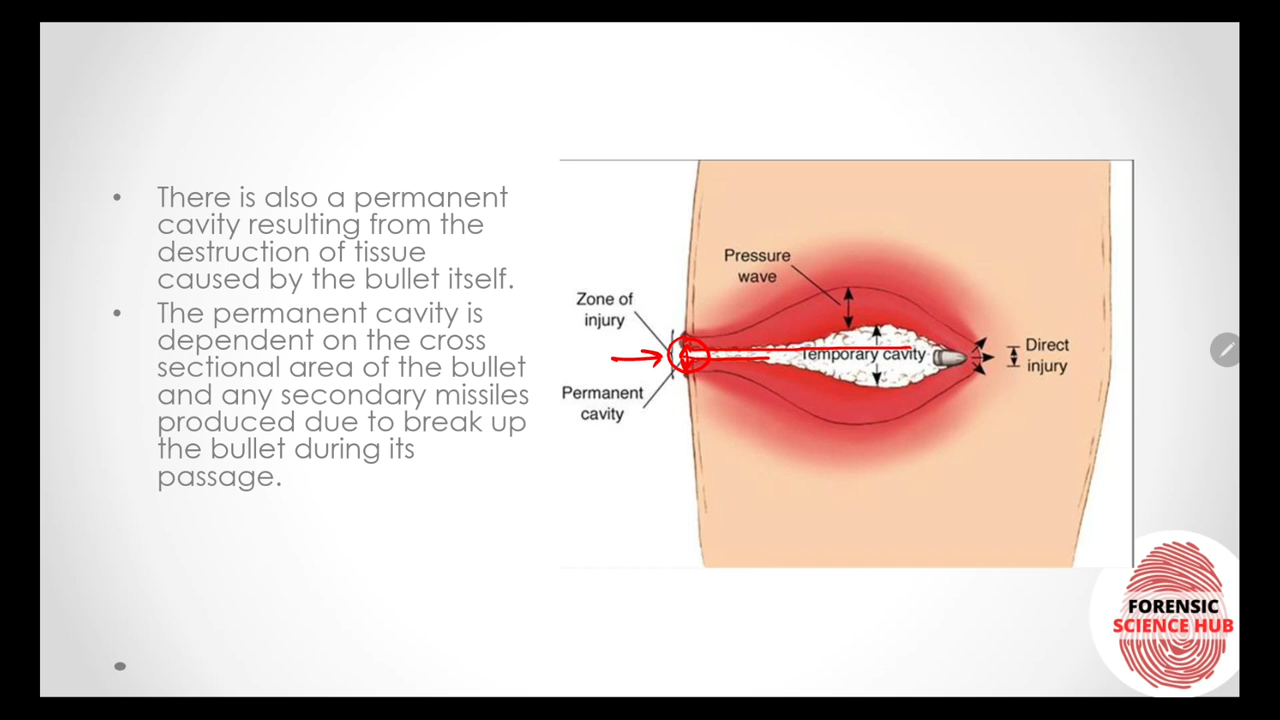 • There is also a permanent
cavity resulting from the
destruction of tissue
caused by the bullet itself.
• The permanent cavity is
dependent on the cross
sectional area of the bullet
and any secondary missiles
produced due to break up
the bullet during its
passage.
Pressure
wave
Zone of
injury
Temporary cavity
Direct
injury
Permanent
cavity
FORENSIC
SCIENCE HUB